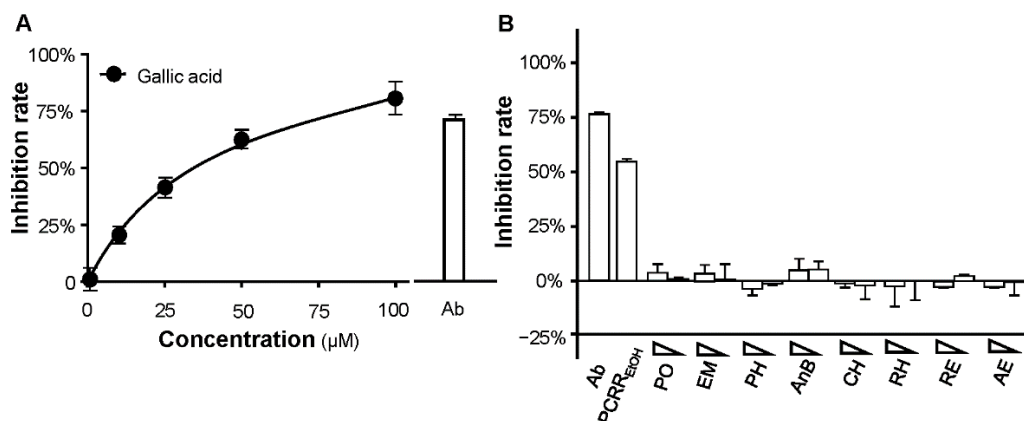 A
Inhibition rate
100%
75%
50%
25%
0
Gallic acid
0 25 50 75 100
Ab
Concentration (µM)
B
Inhibition rate
100%
75%
50%
25%
0%
−25%
Ab
PCRR EtOH
PO
EM
PH
AnB
CH
RH
RE
AE